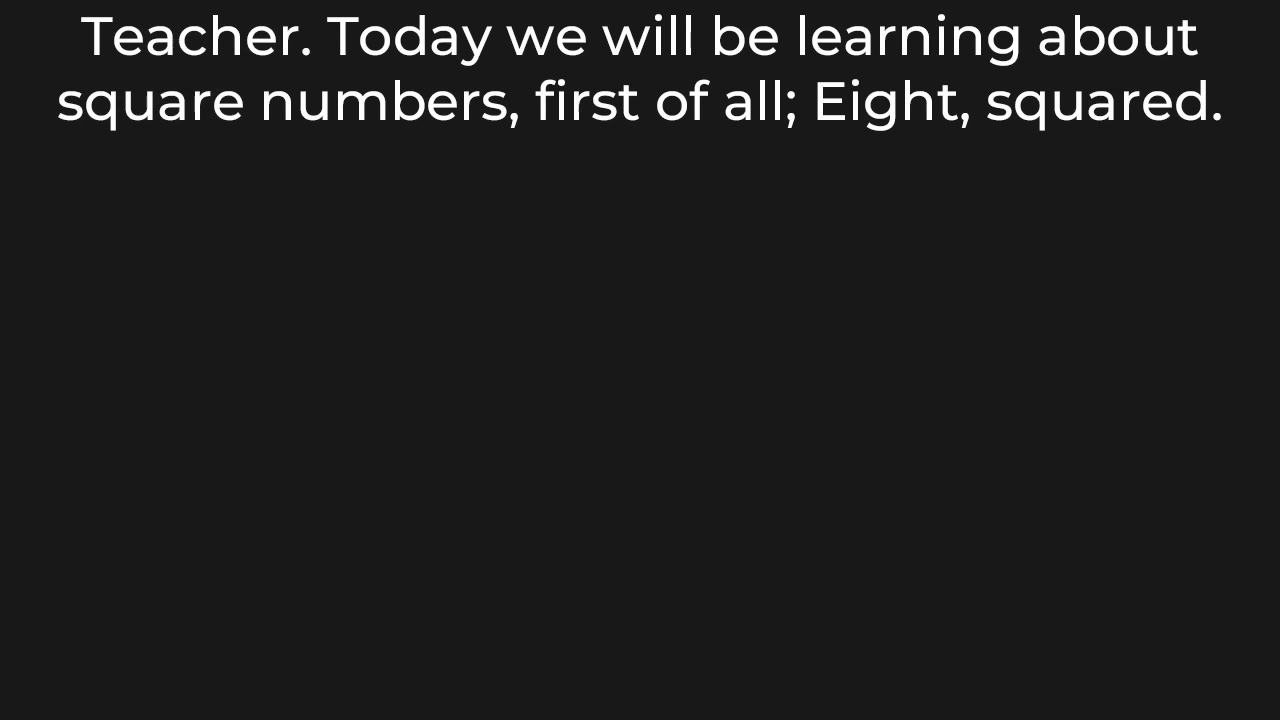 Teacher. Today we will be learning about
square numbers, first of all; Eight, squared.